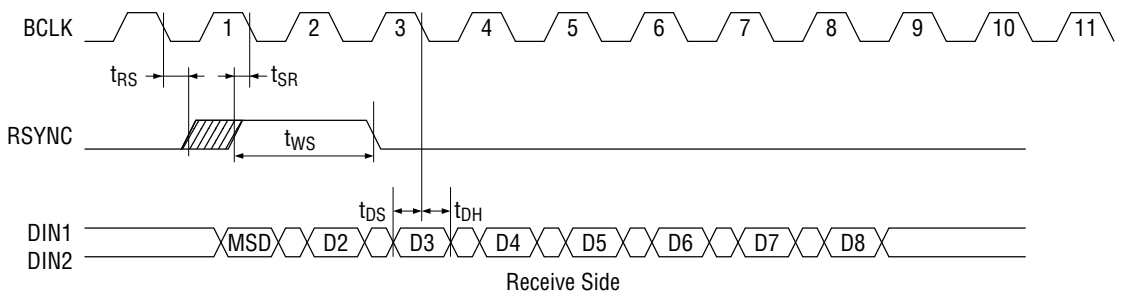 BCLK 1 2 3 4 5 6 7 8 9 10 11
tRS tSR
RSYNC
tWS
tDS tDH
DIN1
DIN2
MSD D2 D3 D4 D5 D6 D7 D8
Receive Side